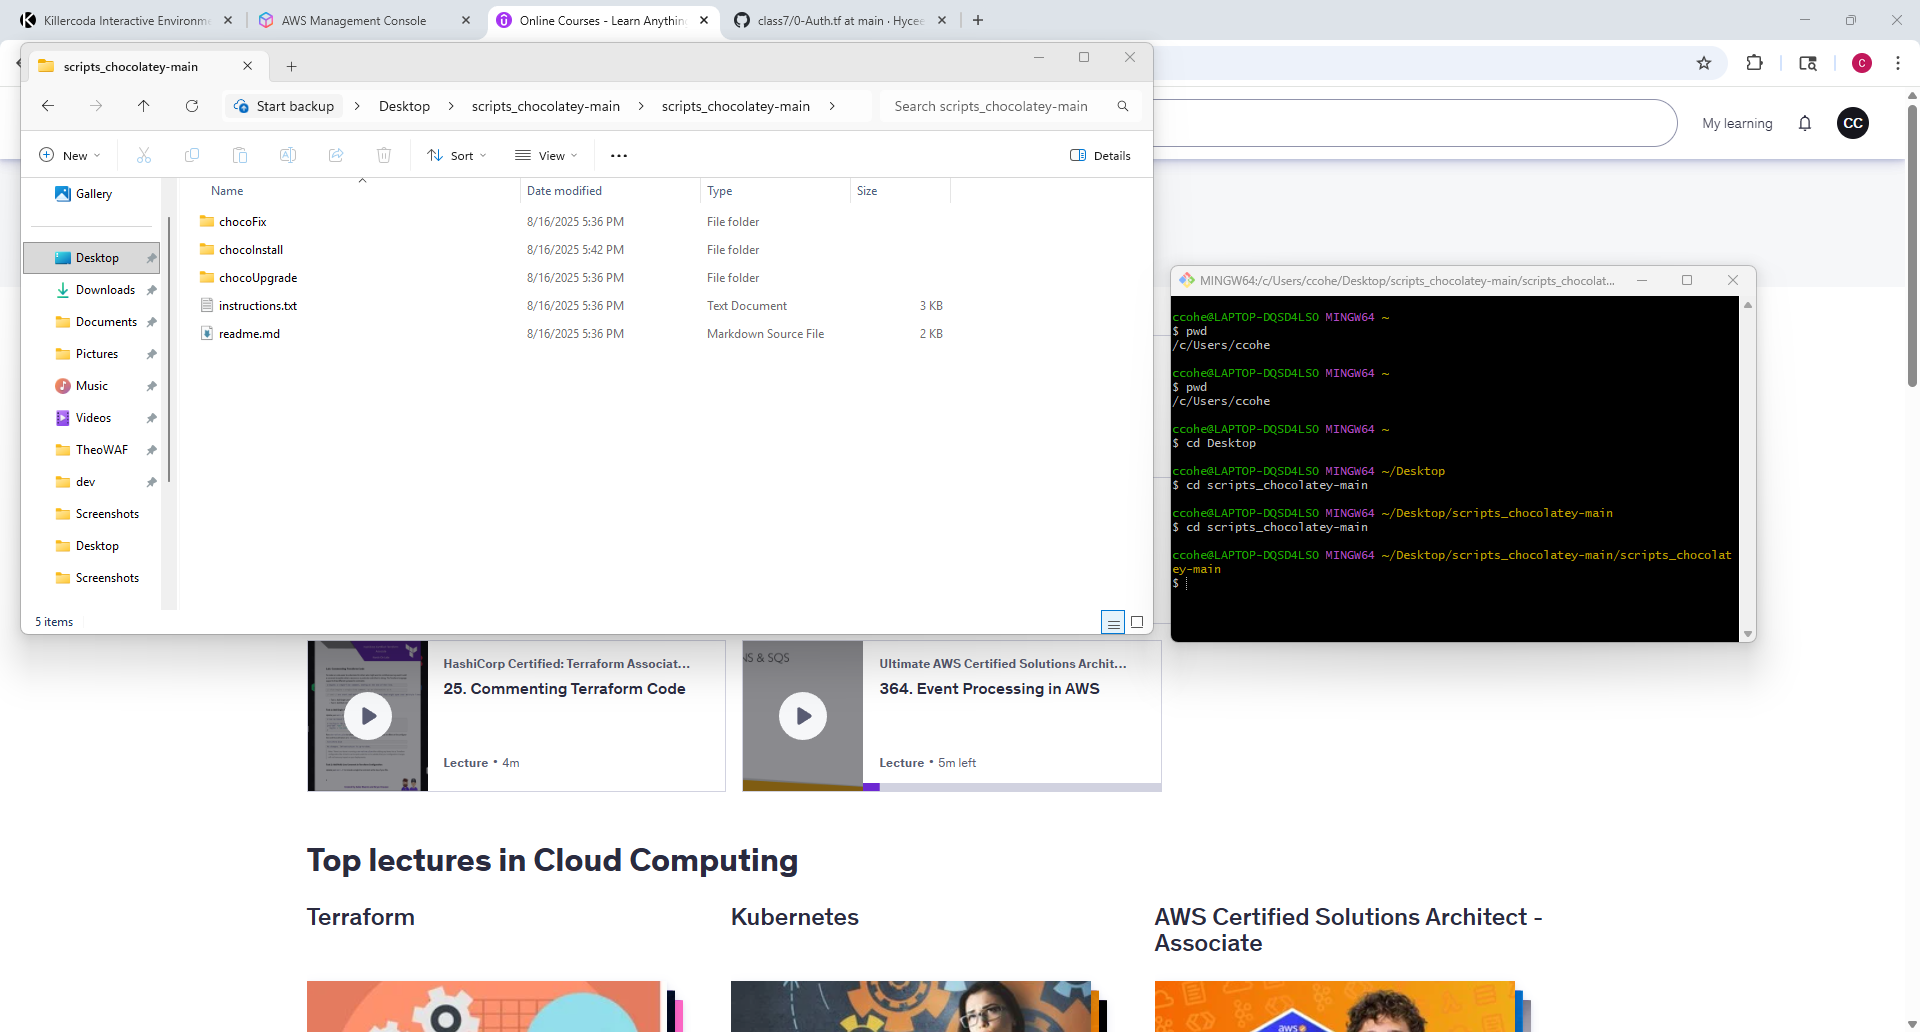 Killercoda Interactive Environm
AWS Management Console
Online Courses - Learn Anythin
class7/0-Auth.tf at main · Hycee
scripts_chocolatey-main
Start backup
Desktop
scripts_chocolatey-main
scripts_chocolatey-main
Search scripts_chocolatey-main
My learning
CC
C
New
Sort
View
Details
Name
Date modified
Type
Size
Gallery
Desktop
Downloads
Documents
Pictures
Music
Videos
TheoWAF
dev
Screenshots
Desktop
Screenshots
chocoFix 8/16/2025 5:36 PM File folder
chocoInstall 8/16/2025 5:42 PM File folder
chocoUpgrade 8/16/2025 5:36 PM File folder
instructions.txt 8/16/2025 5:36 PM Text Document 3 KB
readme.md 8/16/2025 5:36 PM Markdown Source File 2 KB
5 items
MINGW64:/c/Users/ccohe/Desktop/scripts_chocolatey-main/scripts_chocolat...
ccohe@LAPTOP-DQSD4LSO MINGW64 ~
$ pwd
/c/Users/ccohe
ccohe@LAPTOP-DQSD4LSO MINGW64 ~
$ pwd
/c/Users/ccohe
ccohe@LAPTOP-DQSD4LSO MINGW64 ~
$ cd Desktop
ccohe@LAPTOP-DQSD4LSO MINGW64 ~/Desktop
$ cd scripts_chocolatey-main
ccohe@LAPTOP-DQSD4LSO MINGW64 ~/Desktop/scripts_chocolatey-main
$ cd scripts_chocolatey-main
ccohe@LAPTOP-DQSD4LSO MINGW64 ~/Desktop/scripts_chocolatey-main/scripts_chocolat
ey-main
$
HashiCorp Certified: Terraform Associat...
25. Commenting Terraform Code
Lecture • 4m
NS & SQS
Ultimate AWS Certified Solutions Archit...
364. Event Processing in AWS
Lecture • 5m left
Top lectures in Cloud Computing
Terraform
Kubernetes
AWS Certified Solutions Architect -
Associate
aws